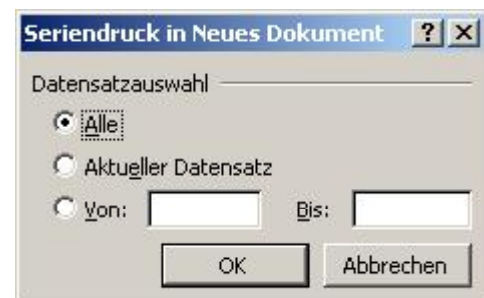 Seriendruck in Neues Dokument ? X
Datensatzauswahl
Alle
Aktueller Datensatz
Von: Bis:
OK Abbrechen